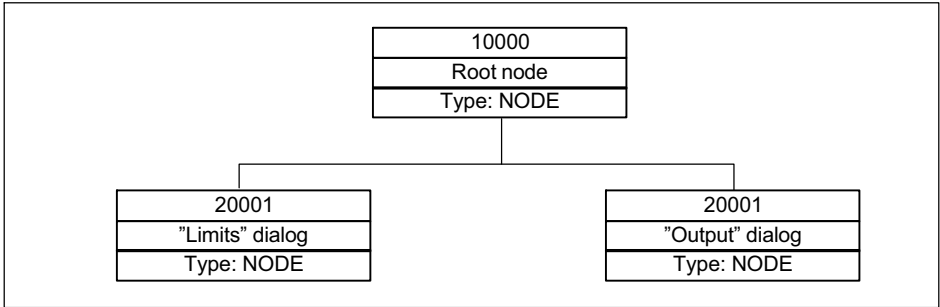 10000
Root node
Type: NODE
20001
”Limits” dialog
Type: NODE
20001
”Output” dialog
Type: NODE